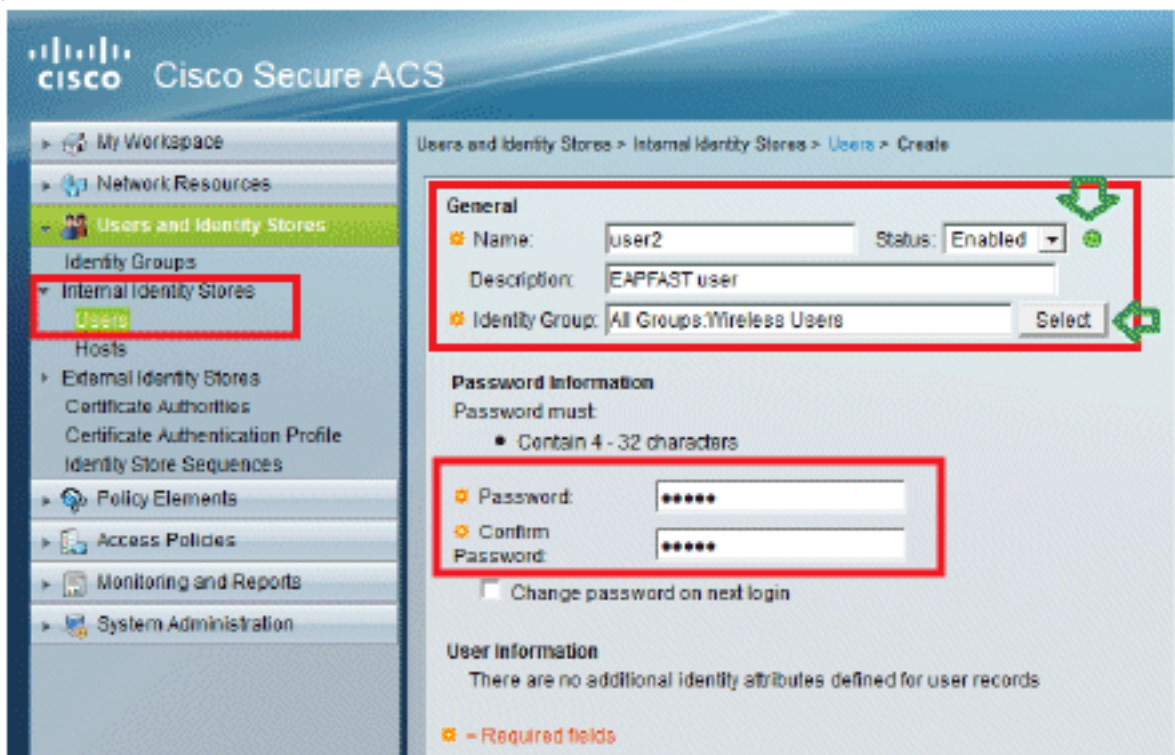 CISCO Cisco Secure ACS
My Workspace
Network Resources
Users and Identity Stores
Identity Groups
Internal Identity Stores
Users
Hosts
External Identity Stores
Certificate Authorities
Certificate Authentication Profile
Identity Store Sequences
Policy Elements
Access Policies
Monitoring and Reports
System Administration
Users and Identity Stores > Internal Identity Stores > Users > Create
General
Name: user2 Status: Enabled
Description: EAPFAST user
Identity Group: All Groups:Wireless Users Select
Password Information
Password must:
• Contain 4 - 32 characters
Password: •••••
Confirm
Password: •••••
Change password on next login
User Information
There are no additional identity attributes defined for user records
= Required fields